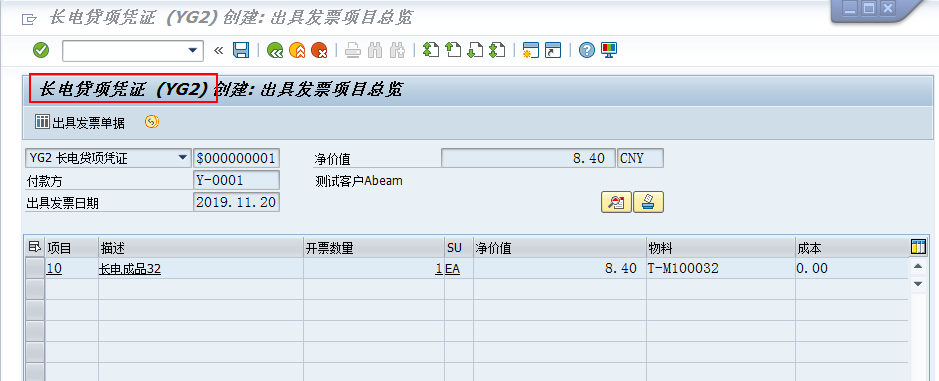 长电贷项凭证 (YG2) 创建: 出具发票项目总览
长电贷项凭证 (YG2) 创建: 出具发票项目总览
出具发票单据
YG2 长电贷项凭证 $000000001 净价值 8.40 CNY
付款方 Y-0001 测试客户Abeam
出具发票日期 2019.11.20
项目 描述 开票数量 SU 净价值 物料 成本
10 长电成品32 1 EA 8.40 T-M100032 0.00